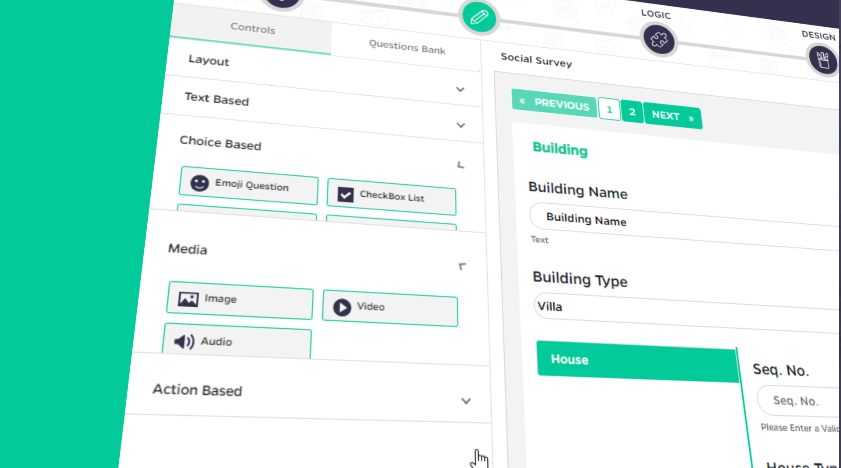 LOGIC
DESIGN
Controls
Questions Bank
Layout
Text Based
Choice Based
Emoji Question
CheckBox List
Media
Image
Video
Audio
Action Based
Social Survey
« PREVIOUS 1 2 NEXT »
Building
Building Name
Building Name
Text
Building Type
Villa
House
Seq. No.
Seq. No.
Please Enter a Valid
House Type